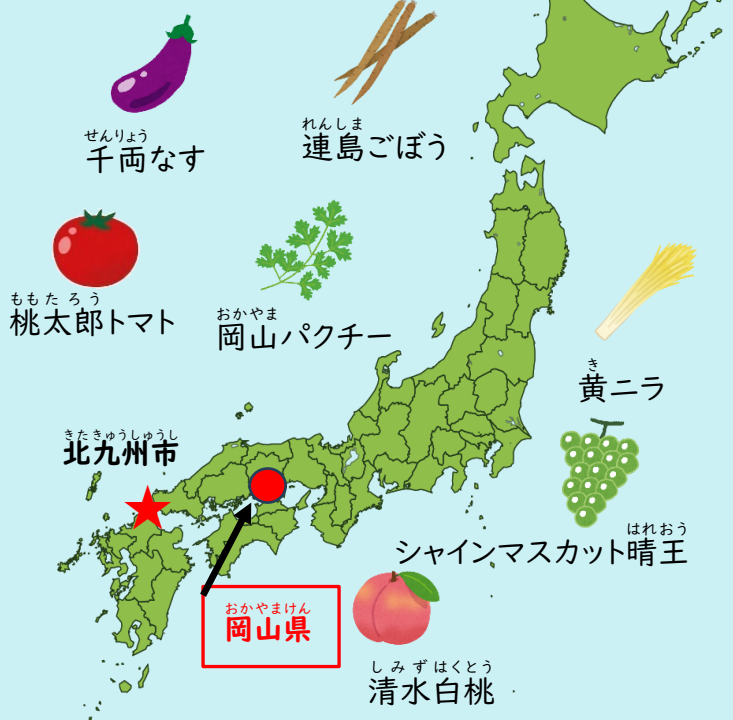 せんりょう
千両なす
れんしま
連島ごぼう
ももたろう
桃太郎トマト
おかやま
岡山パクチー
き
黄ニラ
きたきゅうしゅうし
北九州市
はれおう
シャインマスカット晴王
おかやまけん
岡山県
しみずはくとう
清水白桃